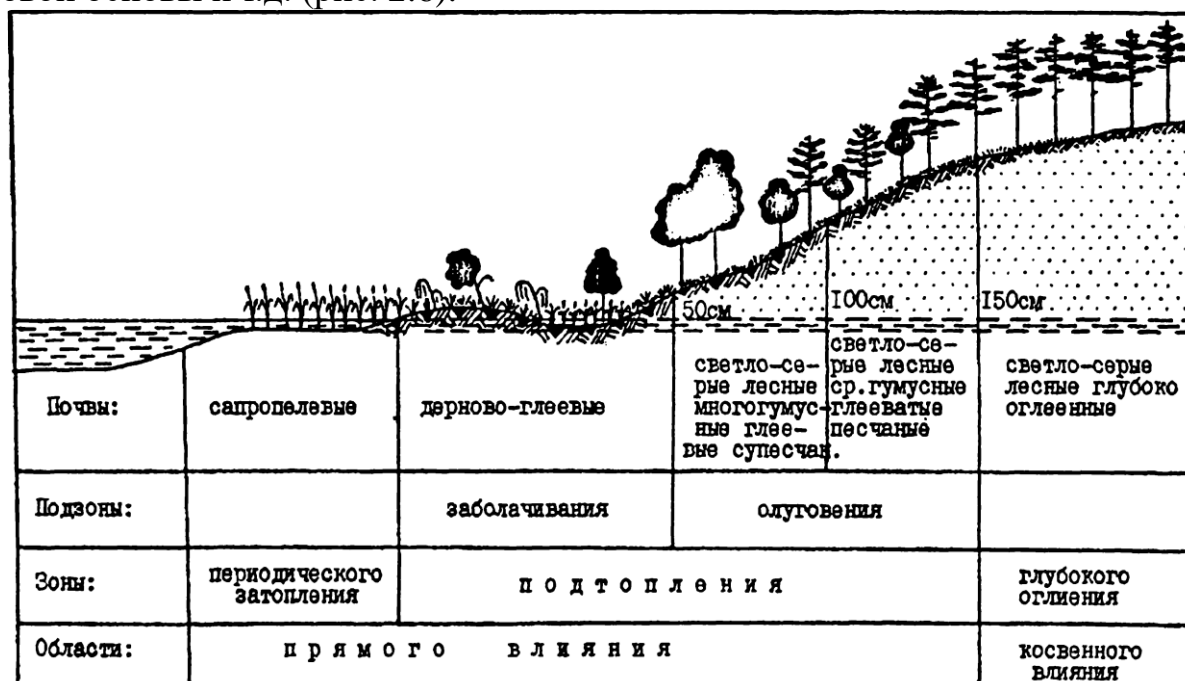 50см
100см
150см
Почвы:
сапропелевые
дерново-глеевые
светло-се-
рые лесные
многогумус-
ные глее-
вые супесчан.
светло-се-
рые лесные
ср.гумусные
глееватые
песчаные
светло-серые
лесные глубоко
оглеенные
Подзоны:
заболачивания
олуговения
Зоны:
периодического
затопления
подтопления
глубокого
оглиения
Области:
прямого влияния
косвенного
влияния